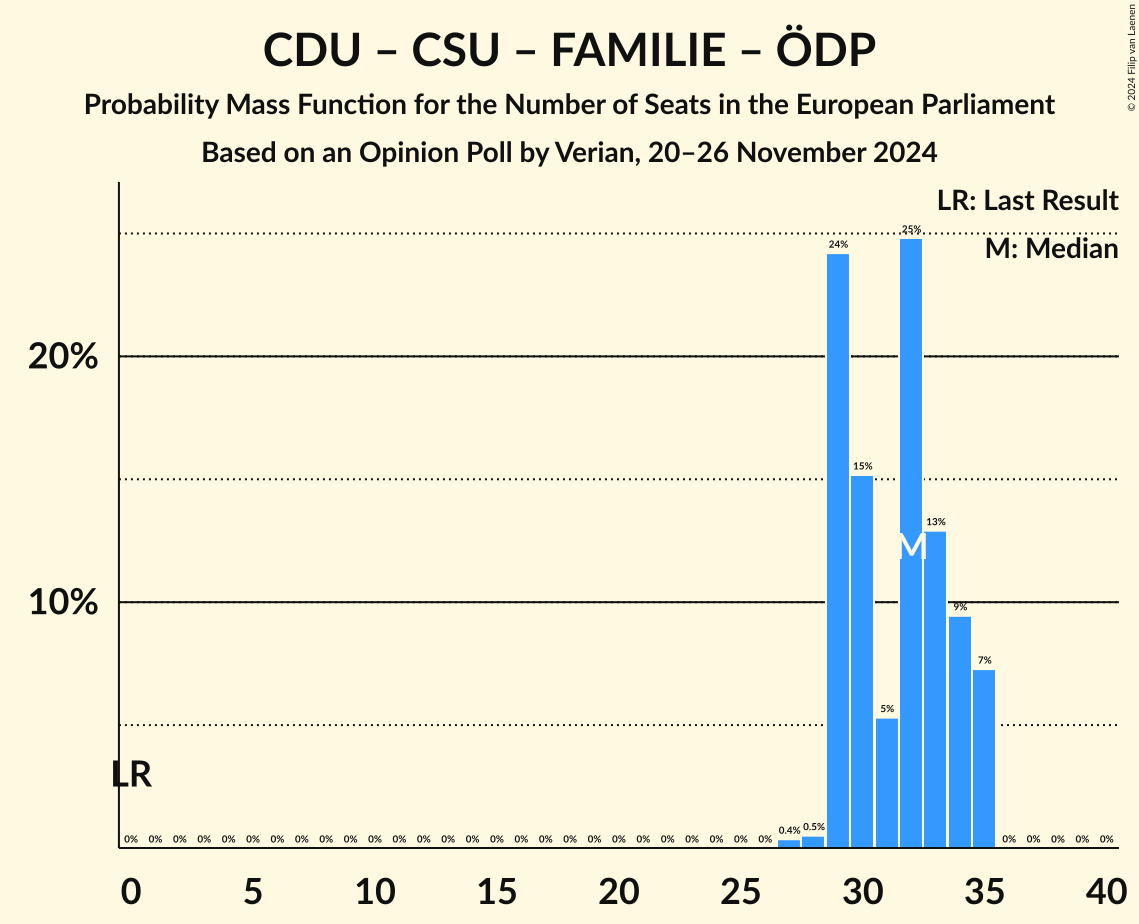 CDU – CSU – FAMILIE – ÖDP
Probability Mass Function for the Number of Seats in the European Parliament
Based on an Opinion Poll by Verian, 20–26 November 2024
© 2024 Filip van Laenen
LR: Last Result
M: Median
25%
24%
20%
15%
13%
M
10%
9%
7%
5%
LR
0% 0% 0% 0% 0% 0% 0% 0% 0% 0% 0% 0% 0% 0% 0% 0% 0% 0% 0% 0% 0% 0% 0% 0% 0% 0% 0% 0.4% 0.5% 0% 0% 0% 0% 0%
0 5 10 15 20 25 30 35 40